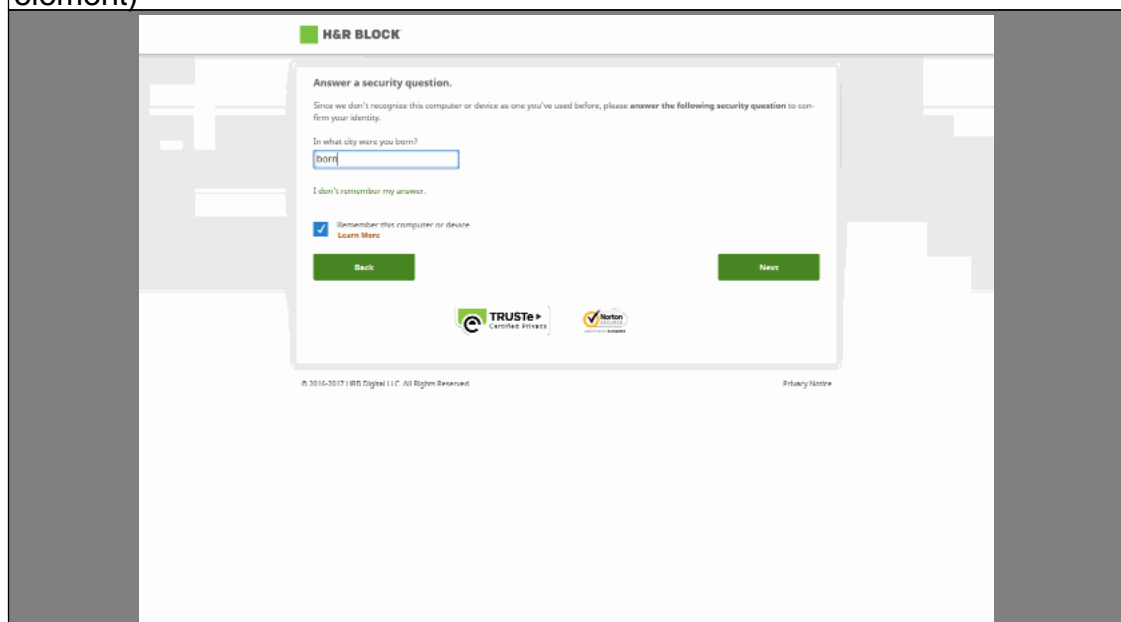 element)
H&R BLOCK
Answer a security question.
Since we don't recognize this computer or device as one you've used before, please answer the following security question to con-
firm your identity.
In what city were you born?
born
I don't remember my answer.
Remember this computer or device
Learn More
Back
Next
TRUSTe
Certified Privacy
Norton
SECURED
© 2016-2017 HRB Digital LLC. All Rights Reserved.
Privacy Notice